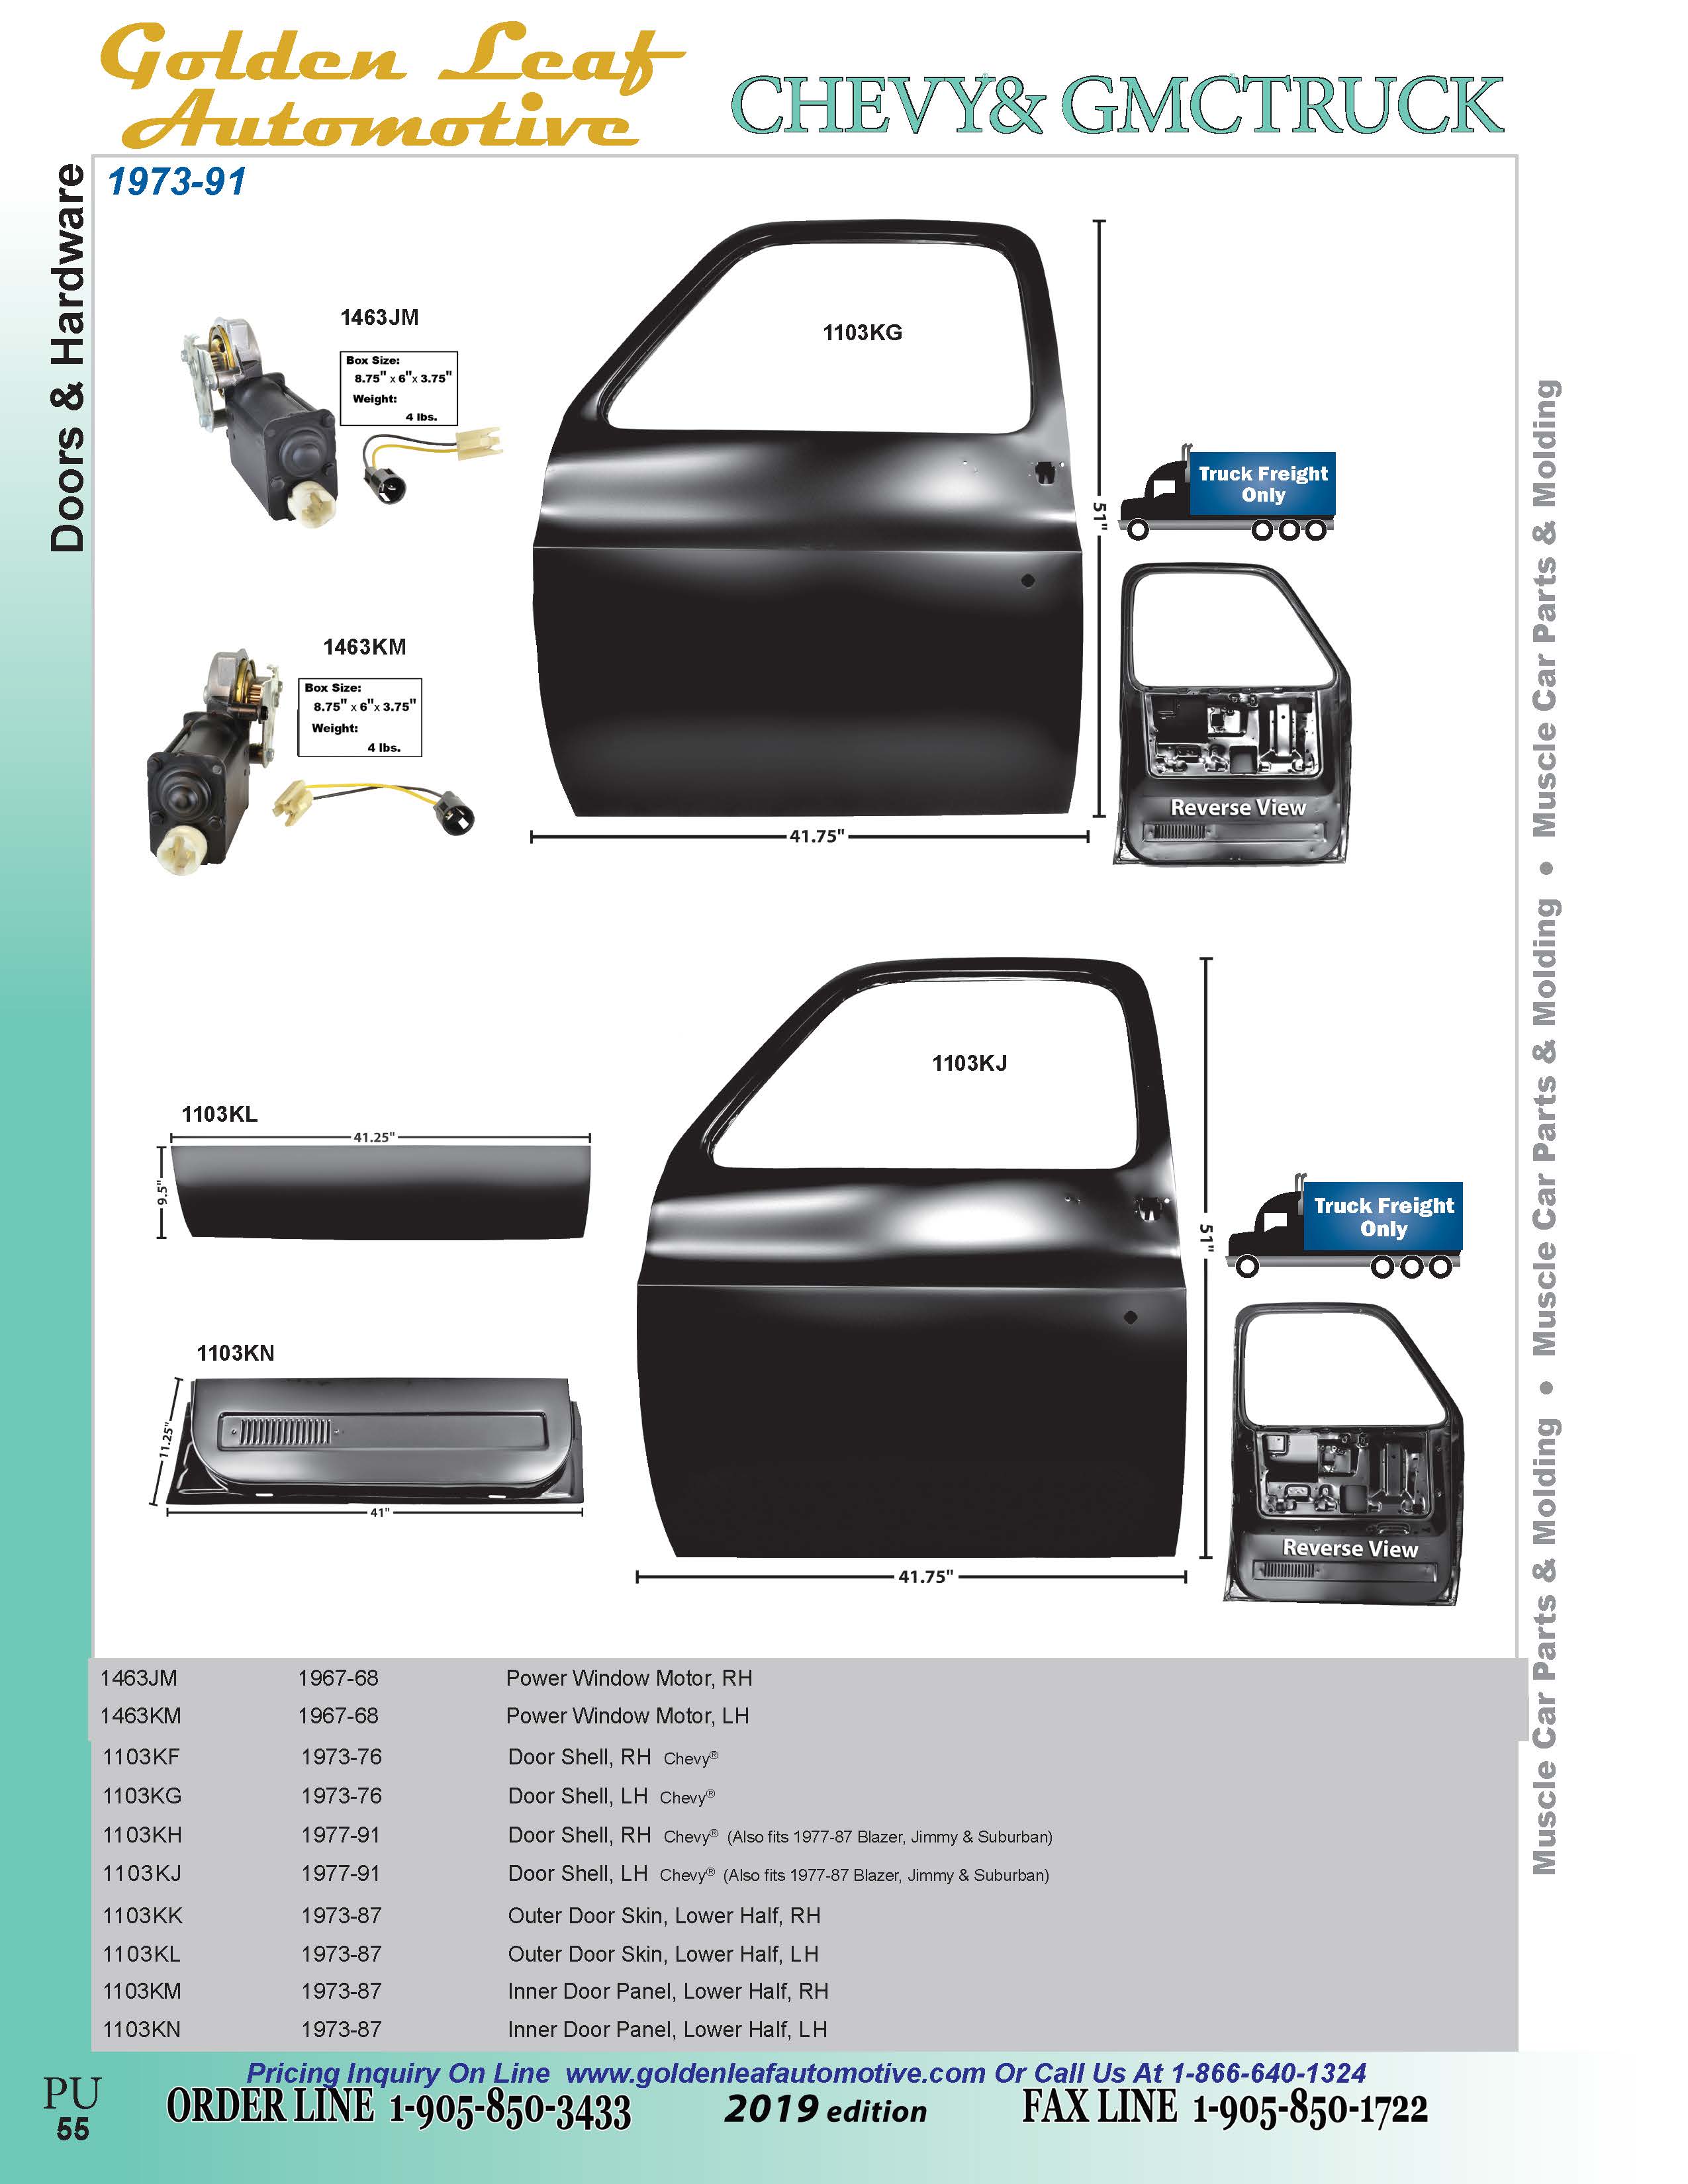 Golden Leaf
Automotive
CHEVY& GMCTRUCK
Doors & Hardware
1973-91
1463JM
Box Size:
8.75" x 6"x 3.75"
Weight:
4 lbs.
1103KG
51"
41.75"
Truck Freight
Only
Reverse View
1463KM
Box Size:
8.75" x 6"x 3.75"
Weight:
4 lbs.
1103KJ
51"
41.75"
Truck Freight
Only
Reverse View
1103KL
41.25"
9.5"
1103KN
11.25"
41"
Muscle Car Parts & Molding • Muscle Car Parts & Molding • Muscle Car Parts & Molding
1463JM 1967-68 Power Window Motor, RH
1463KM 1967-68 Power Window Motor, LH
1103KF 1973-76 Door Shell, RH Chevy®
1103KG 1973-76 Door Shell, LH Chevy®
1103KH 1977-91 Door Shell, RH Chevy® (Also fits 1977-87 Blazer, Jimmy & Suburban)
1103KJ 1977-91 Door Shell, LH Chevy® (Also fits 1977-87 Blazer, Jimmy & Suburban)
1103KK 1973-87 Outer Door Skin, Lower Half, RH
1103KL 1973-87 Outer Door Skin, Lower Half, LH
1103KM 1973-87 Inner Door Panel, Lower Half, RH
1103KN 1973-87 Inner Door Panel, Lower Half, LH
Pricing Inquiry On Line www.goldenleafautomotive.com Or Call Us At 1-866-640-1324
PU
55
ORDER LINE 1-905-850-3433 2019 edition FAX LINE 1-905-850-1722